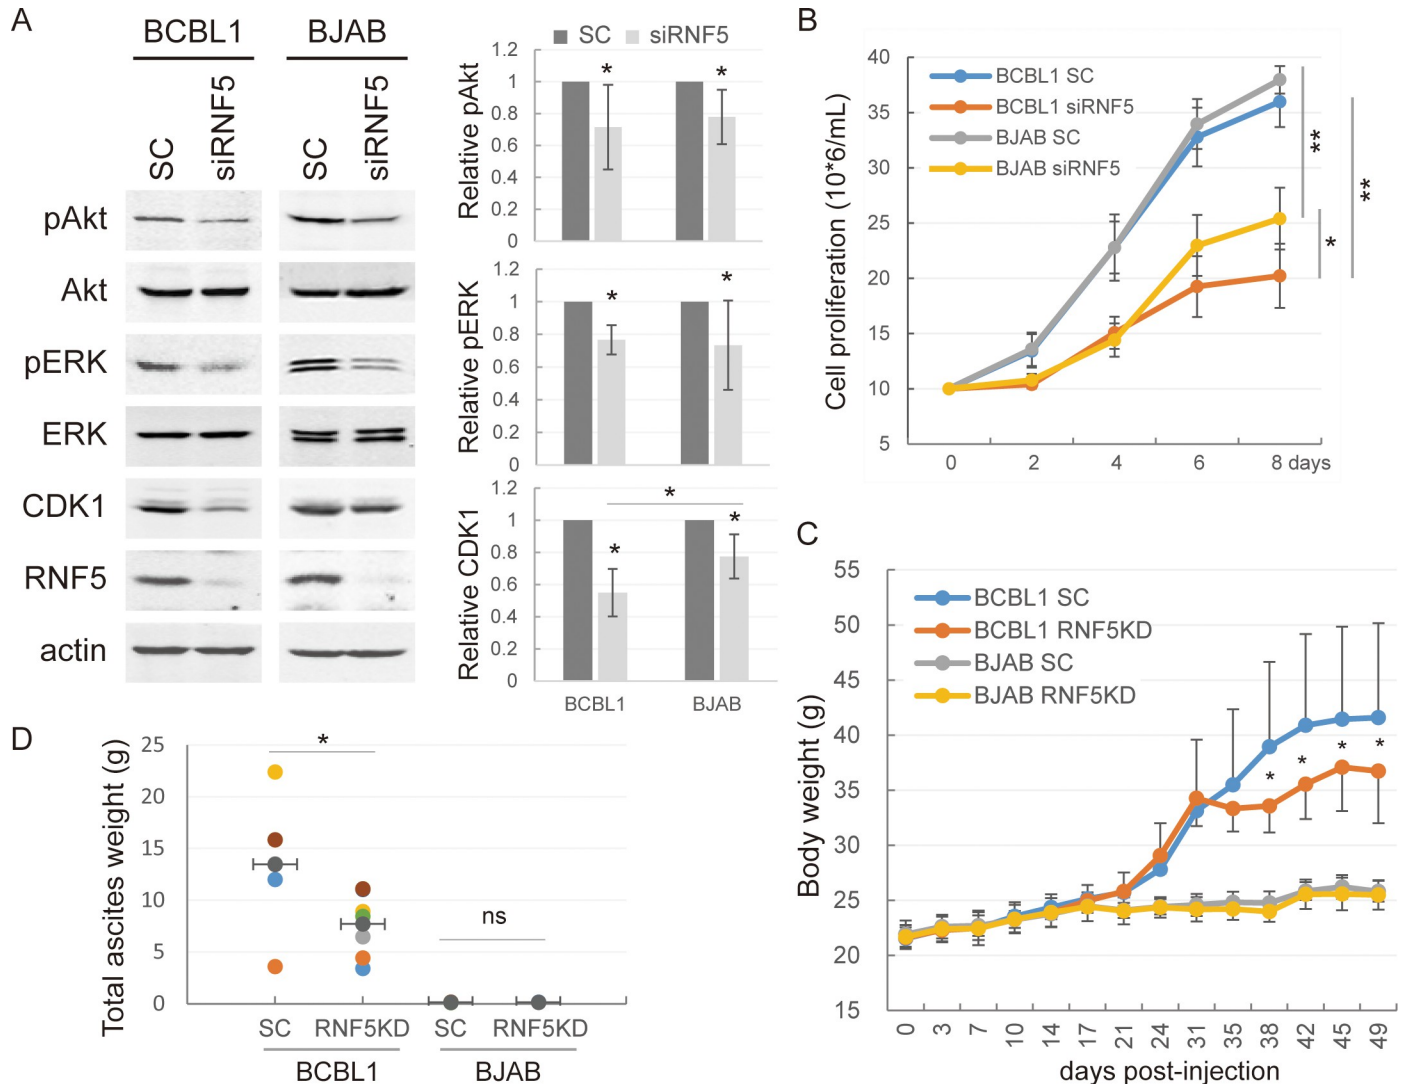 A
BCBL1 BJAB
SC siRNF5 SC siRNF5
pAkt
Akt
pERK
ERK
CDK1
RNF5
actin
SC siRNF5
Relative pAkt
1.2
1
0.8
0.6
0.4
0.2
0
* *
Relative pERK
1.2
1
0.8
0.6
0.4
0.2
0
* *
Relative CDK1
1.2
1
0.8
0.6
0.4
0.2
0
*
* *
BCBL1 BJAB
B
Cell proliferation (10*6/mL)
40
35
30
25
20
15
10
5
BCBL1 SC
BCBL1 siRNF5
BJAB SC
BJAB siRNF5
**
*
**
0 2 4 6 8 days
C
Body weight (g)
55
50
45
40
35
30
25
20
15
BCBL1 SC
BCBL1 RNF5KD
BJAB SC
BJAB RNF5KD
* * * *
0 3 7 10 14 17 21 24 31 35 38 42 45 49
days post-injection
D
Total ascites weight (g)
25
20
15
10
5
0
*
ns
SC RNF5KD SC RNF5KD
BCBL1 BJAB